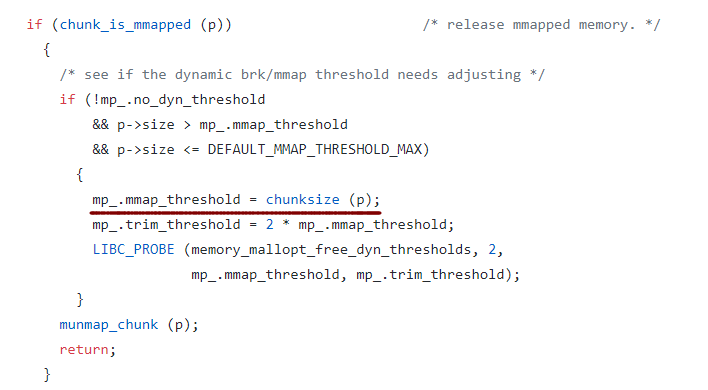 if (chunk_is_mmapped (p)) /* release mmapped memory. */
{
/* see if the dynamic brk/mmap threshold needs adjusting */
if (!mp_.no_dyn_threshold
&& p->size > mp_.mmap_threshold
&& p->size <= DEFAULT_MMAP_THRESHOLD_MAX)
{
mp_.mmap_threshold = chunksize (p);
mp_.trim_threshold = 2 * mp_.mmap_threshold;
LIBC_PROBE (memory_mallopt_free_dyn_thresholds, 2,
mp_.mmap_threshold, mp_.trim_threshold);
}
munmap_chunk (p);
return;
}